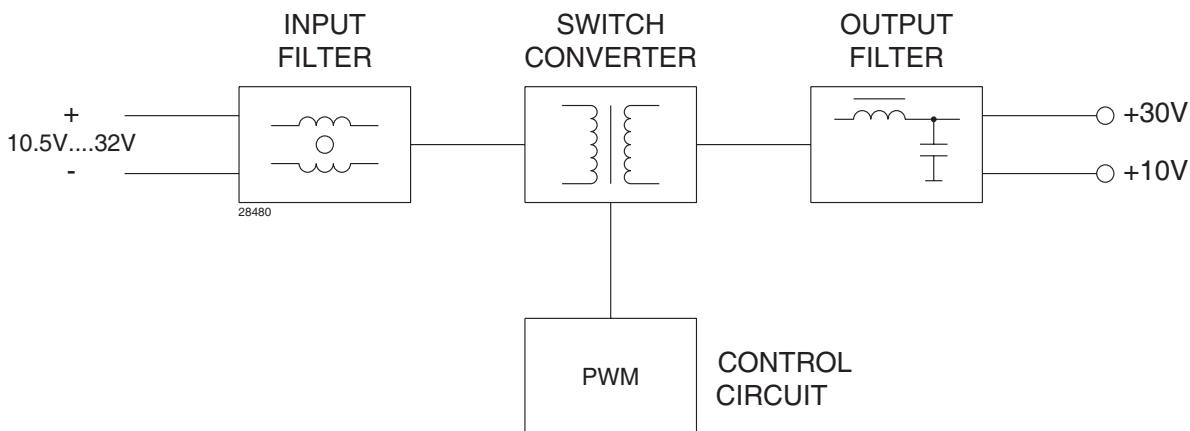 INPUT
FILTER
SWITCH
CONVERTER
OUTPUT
FILTER
+
10.5V....32V
-
28480
+30V
+10V
PWM
CONTROL
CIRCUIT